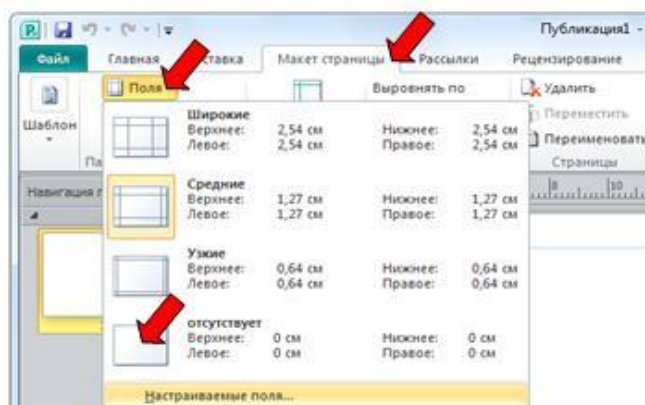 Публикация1 -
Файл Главная ставка Макет страницы Рассылки Рецензирование
Поля Выровнять по Удалить
Шаблон Переместить
Переименовать
Страницы
Навигация
8 10
Широкие
Верхнее: 2,54 см Нижнее: 2,54 см
Левое: 2,54 см Правое: 2,54 см
Средние
Верхнее: 1,27 см Нижнее: 1,27 см
Левое: 1,27 см Правое: 1,27 см
Узкие
Верхнее: 0,64 см Нижнее: 0,64 см
Левое: 0,64 см Правое: 0,64 см
отсутствует
Верхнее: 0 см Нижнее: 0 см
Левое: 0 см Правое: 0 см
Настраиваемые поля...